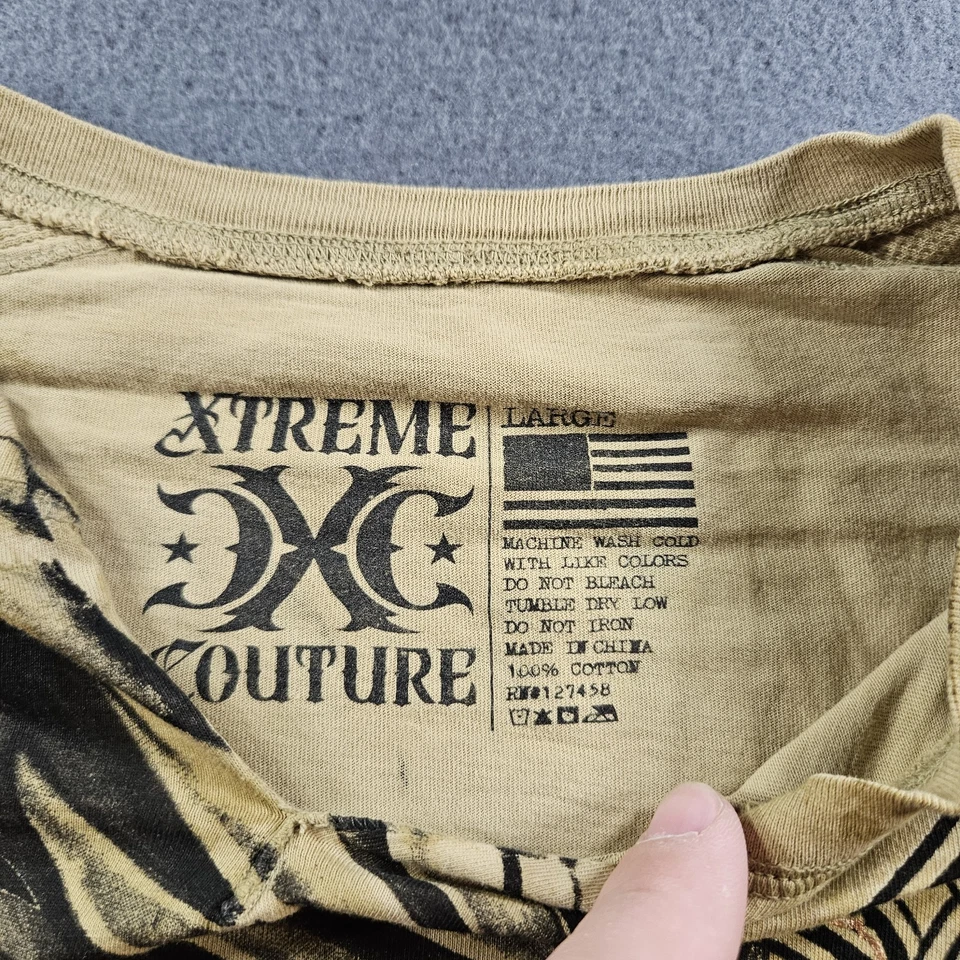 XTREME
COUTURE
LARGE
MACHINE WASH COLD
WITH LIKE COLORS
DO NOT BLEACH
TUMBLE DRY LOW
DO NOT IRON
MADE IN CHINA
100% COTTON
RN#127458